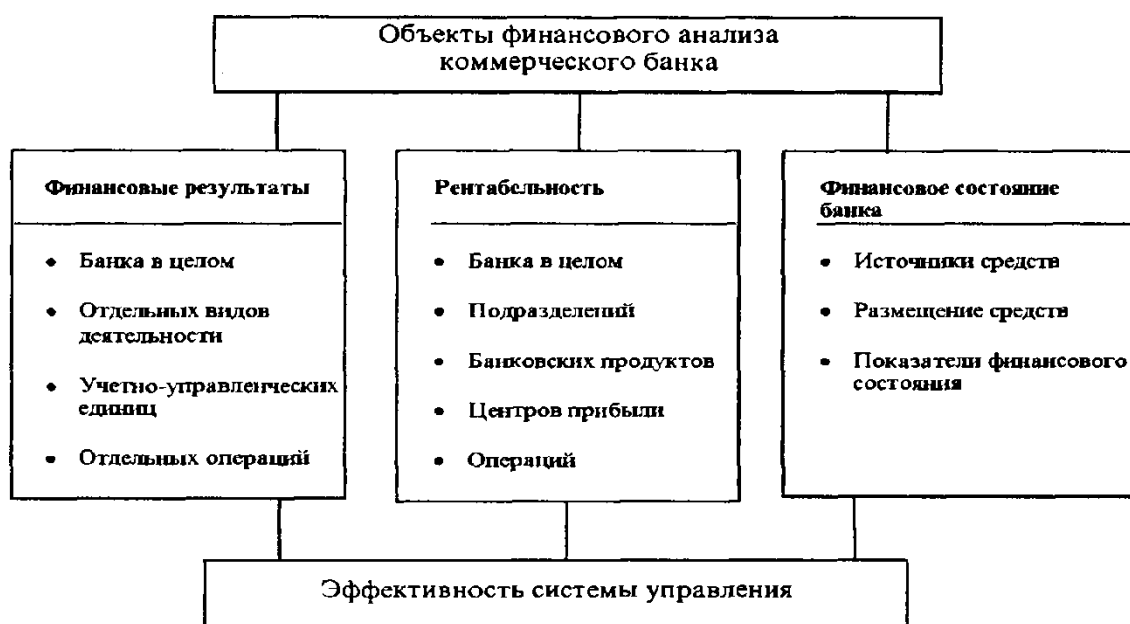 Объекты финансового анализа
коммерческого банка
Финансовые результаты
• Банка в целом
• Отдельных видов
деятельности
• Учетно-управленческих
единиц
• Отдельных операций
Рентабельность
• Банка в целом
• Подразделений
• Банковских продуктов
• Центров прибыли
• Операций
Финансовое состояние
банка
• Источники средств
• Размещение средств
• Показатели финансового
состояния
Эффективность системы управления